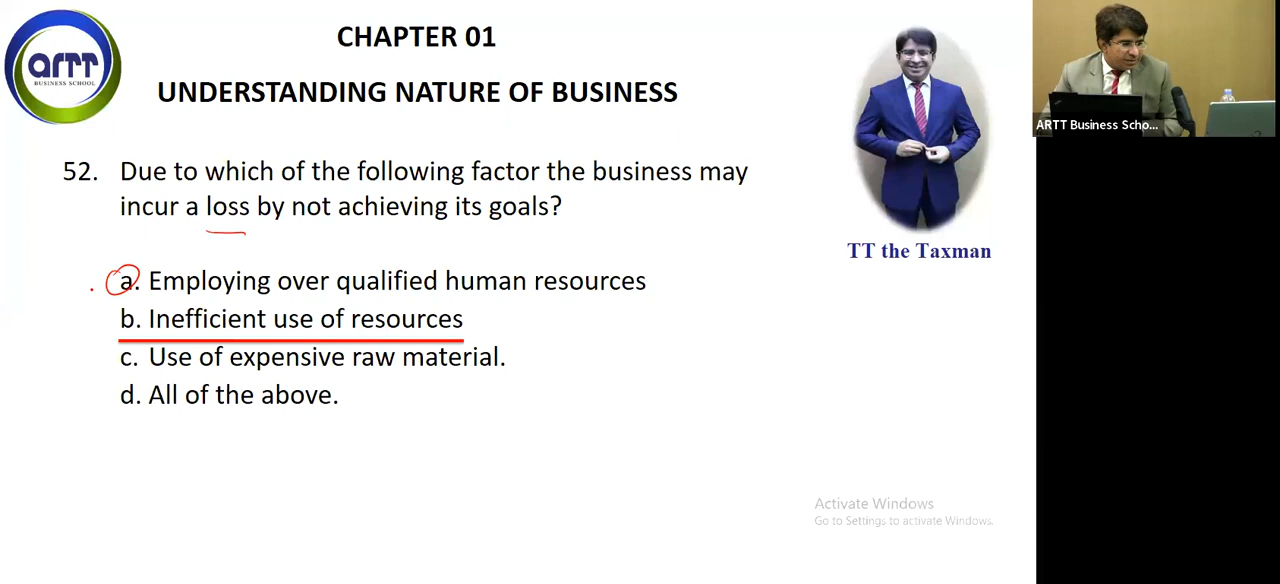 CHAPTER 01
UNDERSTANDING NATURE OF BUSINESS
ARTT
BUSINESS SCHOOL
52. Due to which of the following factor the business may
incur a loss by not achieving its goals?
a. Employing over qualified human resources
b. Inefficient use of resources
c. Use of expensive raw material.
d. All of the above.
TT the Taxman
ARTT Business Scho...
Activate Windows
Go to Settings to activate Windows.